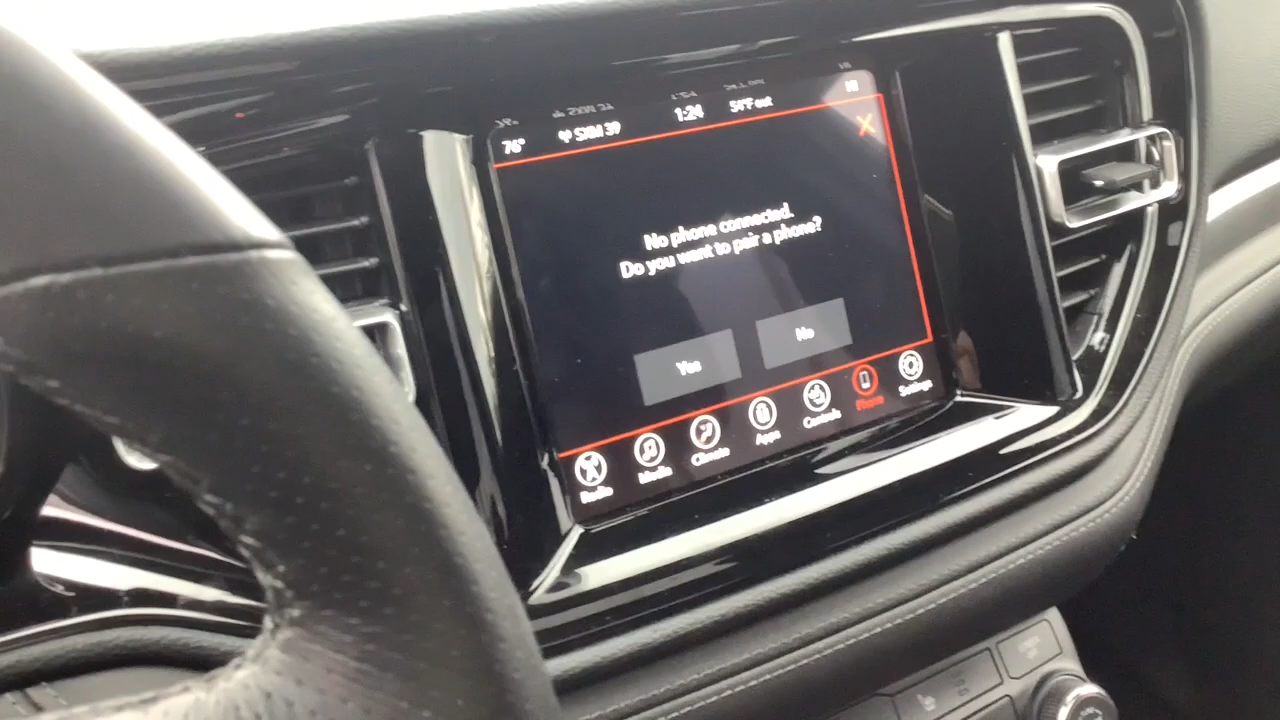 76°
SXM 39
1:24
54°F out
HI
No phone connected.
Do you want to pair a phone?
Yes
No
Radio
Media
Climate
Apps
Controls
Phone
Settings